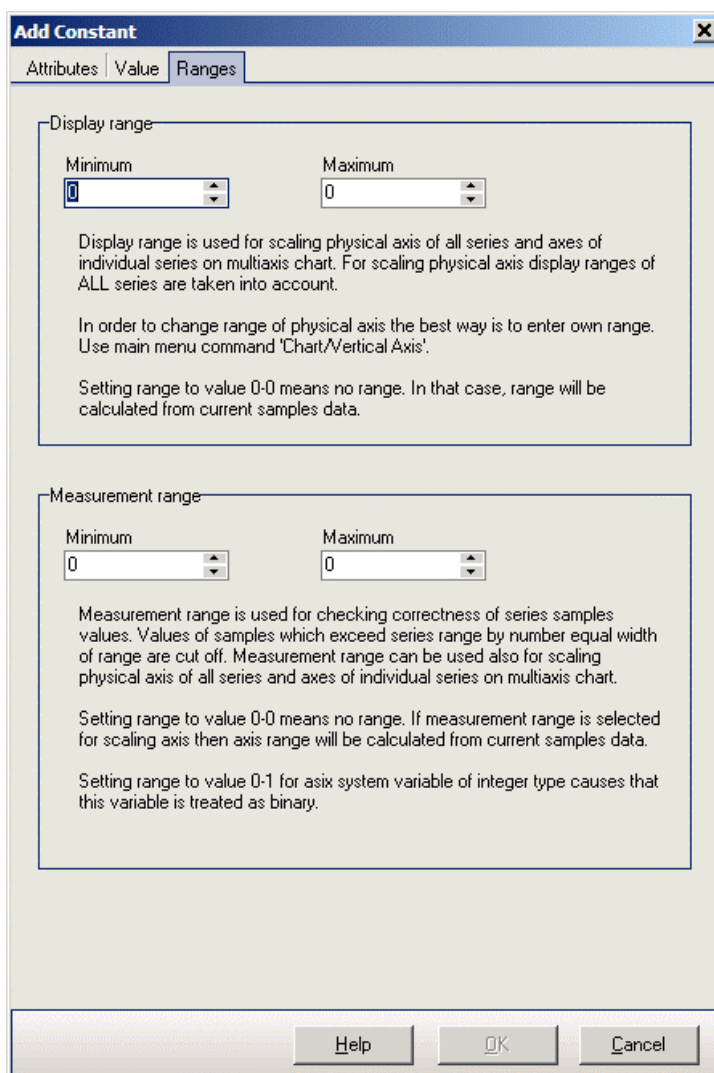 Add Constant
Attributes Value Ranges
Display range
Minimum Maximum
0 0
Display range is used for scaling physical axis of all series and axes of
individual series on multiaxis chart. For scaling physical axis display ranges of
ALL series are taken into account.
In order to change range of physical axis the best way is to enter own range.
Use main menu command 'Chart/Vertical Axis'.
Setting range to value 0-0 means no range. In that case, range will be
calculated from current samples data.
Measurement range
Minimum Maximum
0 0
Measurement range is used for checking correctness of series samples
values. Values of samples which exceed series range by number equal width
of range are cut off. Measurement range can be used also for scaling
physical axis of all series and axes of individual series on multiaxis chart.
Setting range to value 0-0 means no range. If measurement range is selected
for scaling axis then axis range will be calculated from current samples data.
Setting range to value 0-1 for asix system variable of integer type causes that
this variable is treated as binary.
Help OK Cancel